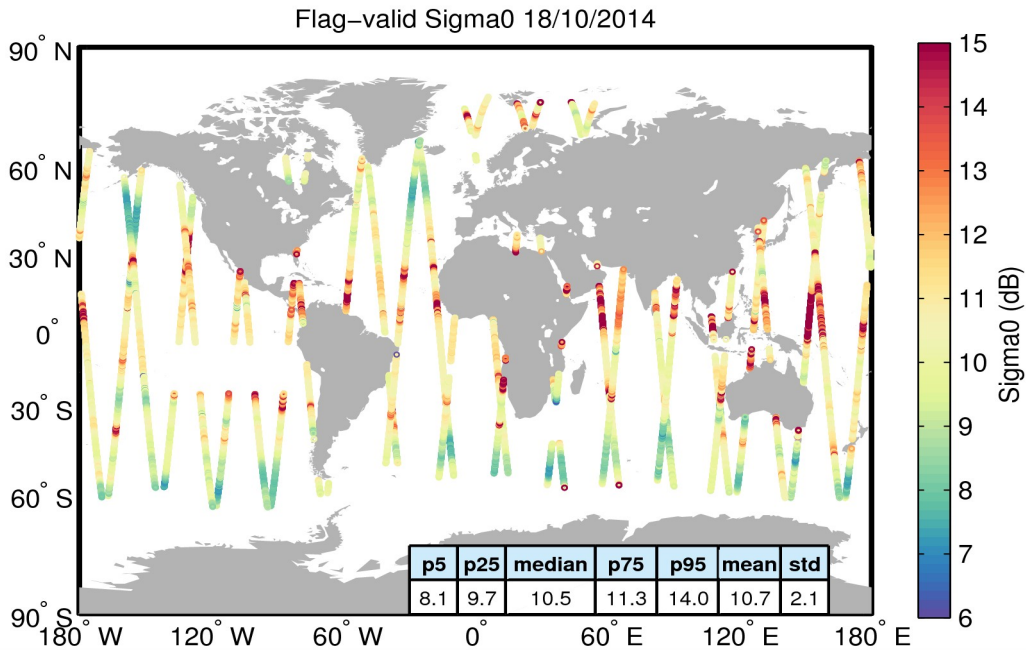 Flag−valid Sigma0 18/10/2014
90° N
60° N
30° N
0°
30° S
60° S
90° S
180° W
120° W
60° W
0°
60° E
120° E
180° E
p5 p25 median p75 p95 mean std
8.1 9.7 10.5 11.3 14.0 10.7 2.1
15
14
13
12
11
10
9
8
7
6
Sigma0 (dB)